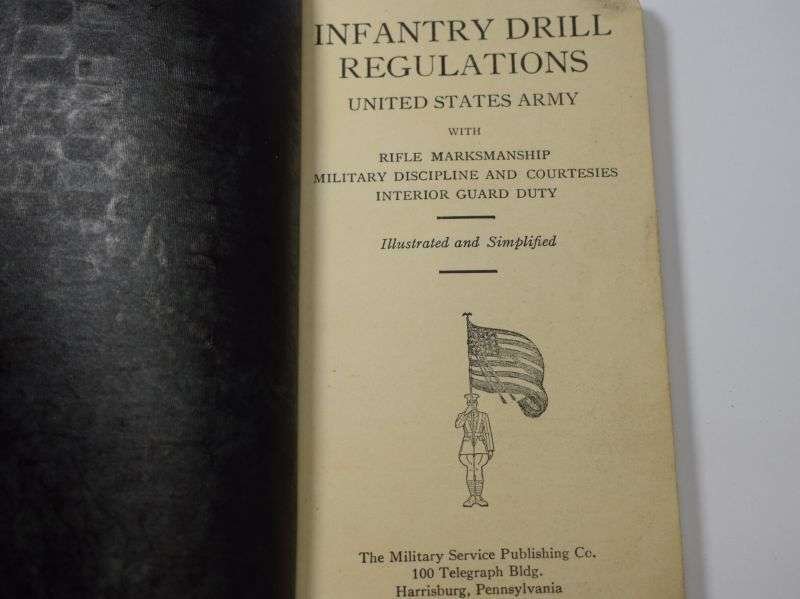 INFANTRY DRILL
REGULATIONS
UNITED STATES ARMY
WITH
RIFLE MARKSMANSHIP
MILITARY DISCIPLINE AND COURTESIES
INTERIOR GUARD DUTY
Illustrated and Simplified
The Military Service Publishing Co.
100 Telegraph Bldg.
Harrisburg, Pennsylvania